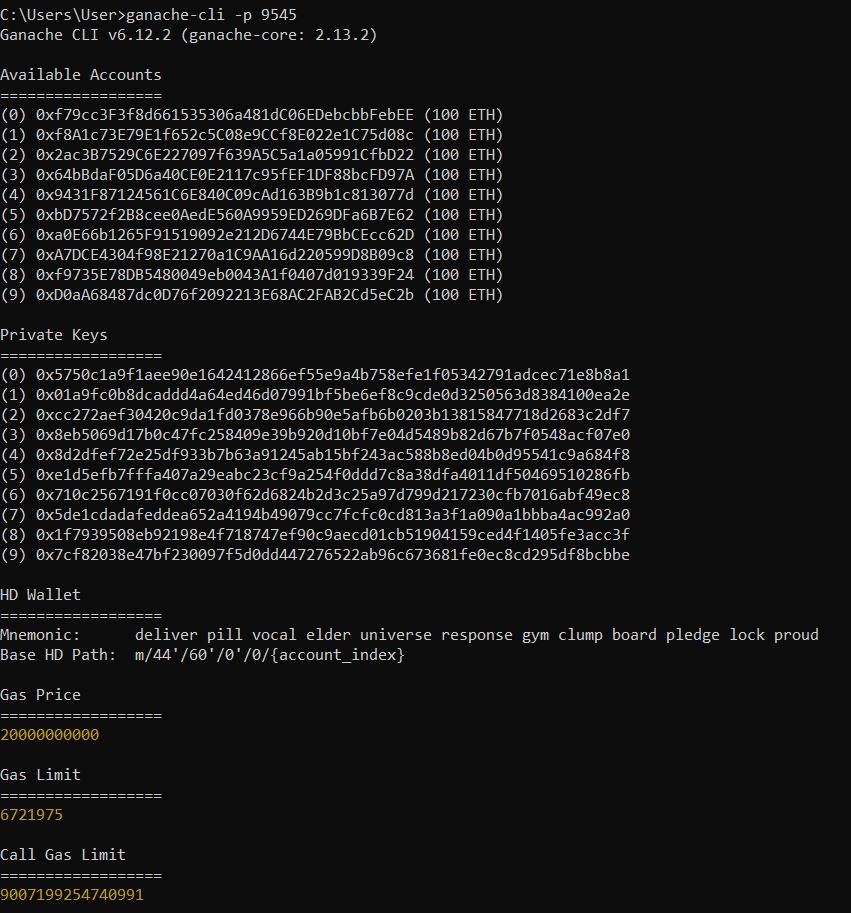 C:\Users\User>ganache-cli -p 9545
Ganache CLI v6.12.2 (ganache-core: 2.13.2)
Available Accounts
==================
(0) 0xf79cc3F3f8d661535306a481dC06EDebcbbFebEE (100 ETH)
(1) 0xf8A1c73E79E1f652c5C08e9CCf8E022e1C75d08c (100 ETH)
(2) 0x2ac3B7529C6E227097f639A5C5a1a05991CfbD22 (100 ETH)
(3) 0x64bBdaF05D6a40CE0E2117c95fEF1DF88bcFD97A (100 ETH)
(4) 0x9431F87124561C6E840C09cAd163B9b1c813077d (100 ETH)
(5) 0xbD7572f2B8cee0AedE560A9959ED269DFa6B7E62 (100 ETH)
(6) 0xa0E66b1265F91519092e212D6744E79BbCEcc62D (100 ETH)
(7) 0xA7DCE4304f98E21270a1C9AA16d220599D8B09c8 (100 ETH)
(8) 0xf9735E78DB5480049eb0043A1f0407d019339F24 (100 ETH)
(9) 0xD0aA68487dc0D76f2092213E68AC2FAB2Cd5eC2b (100 ETH)
Private Keys
==================
(0) 0x5750c1a9f1aee90e1642412866ef55e9a4b758efe1f05342791adcec71e8b8a1
(1) 0x01a9fc0b8dcaddd4a64ed46d07991bf5be6ef8c9cde0d3250563d8384100ea2e
(2) 0xcc272aef30420c9da1fd0378e966b90e5afb6b0203b13815847718d2683c2df7
(3) 0x8eb5069d17b0c47fc258409e39b920d10bf7e04d5489b82d67b7f0548acf07e0
(4) 0x8d2dfef72e25df933b7b63a91245ab15bf243ac588b8ed04b0d95541c9a684f8
(5) 0xe1d5efb7fffa407a29eabc23cf9a254f0ddd7c8a38dfa4011df50469510286fb
(6) 0x710c2567191f0cc07030f62d6824b2d3c25a97d799d217230cfb7016abf49ec8
(7) 0x5de1cdadafeddea652a4194b49079cc7fcfc0cd813a3f1a090a1bbba4ac992a0
(8) 0x1f7939508eb92198e4f718747ef90c9aecd01cb51904159ced4f1405fe3acc3f
(9) 0x7cf82038e47bf230097f5d0dd447276522ab96c673681fe0ec8cd295df8bcbbe
HD Wallet
==================
Mnemonic:      deliver pill vocal elder universe response gym clump board pledge lock proud
Base HD Path:  m/44'/60'/0'/0/{account_index}
Gas Price
==================
20000000000
Gas Limit
==================
6721975
Call Gas Limit
==================
9007199254740991